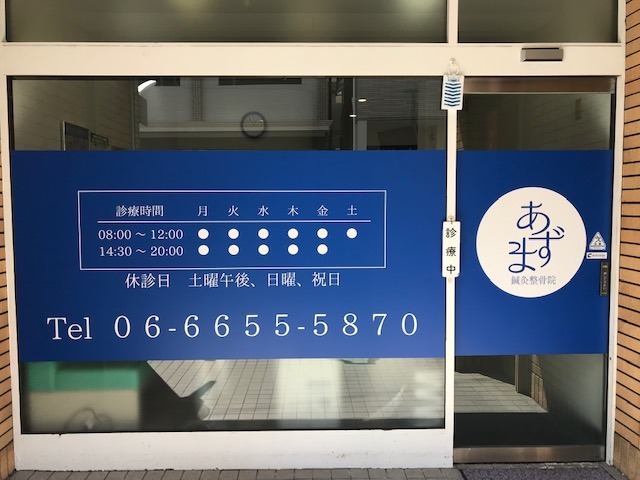 診療時間 月 火 水 木 金 土
08:00～12:00 ● ● ● ● ● ●
14:30～20:00 ● ● ● ● ●
休診日 土曜午後、日曜、祝日
Tel 06-6655-5870
診療中
あずま
鍼灸整骨院